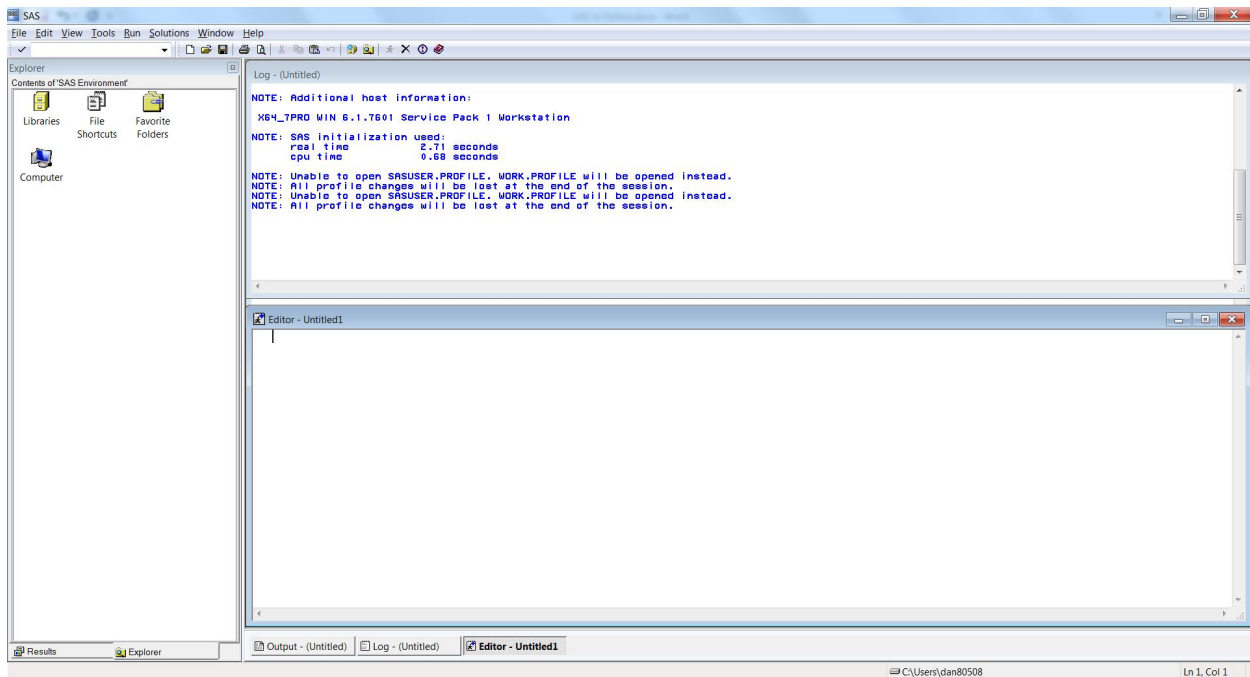 SAS
File Edit View Tools Run Solutions Window Help
Explorer
Contents of 'SAS Environment'
Libraries
File Shortcuts
Favorite Folders
Computer
Results
Explorer
Log - (Untitled)
NOTE: Additional host information:
X64_7PRO WIN 6.1.7601 Service Pack 1 Workstation
NOTE: SAS initialization used:
real time 2.71 seconds
cpu time 0.68 seconds
NOTE: Unable to open SASUSER.PROFILE. WORK.PROFILE will be opened instead.
NOTE: All profile changes will be lost at the end of the session.
NOTE: Unable to open SASUSER.PROFILE. WORK.PROFILE will be opened instead.
NOTE: All profile changes will be lost at the end of the session.
Editor - Untitled1
Output - (Untitled) Log - (Untitled) Editor - Untitled1
C:\Users\dan80508 Ln 1, Col 1